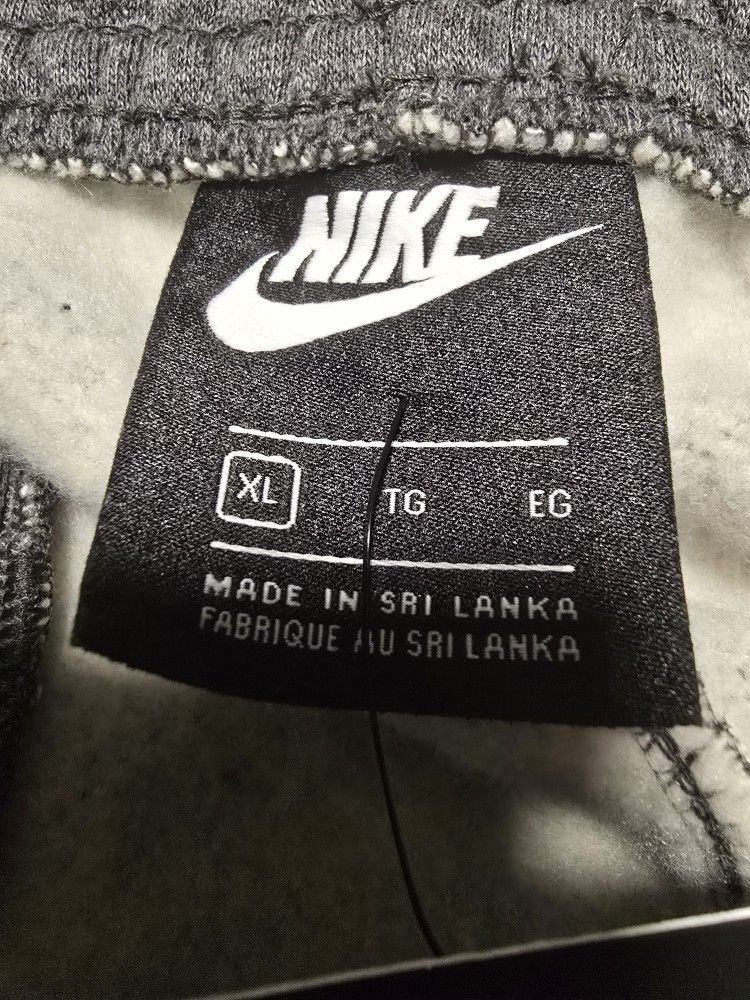 NIKE
XL TG EG
MADE IN SRI LANKA
FABRIQUE AU SRI LANKA